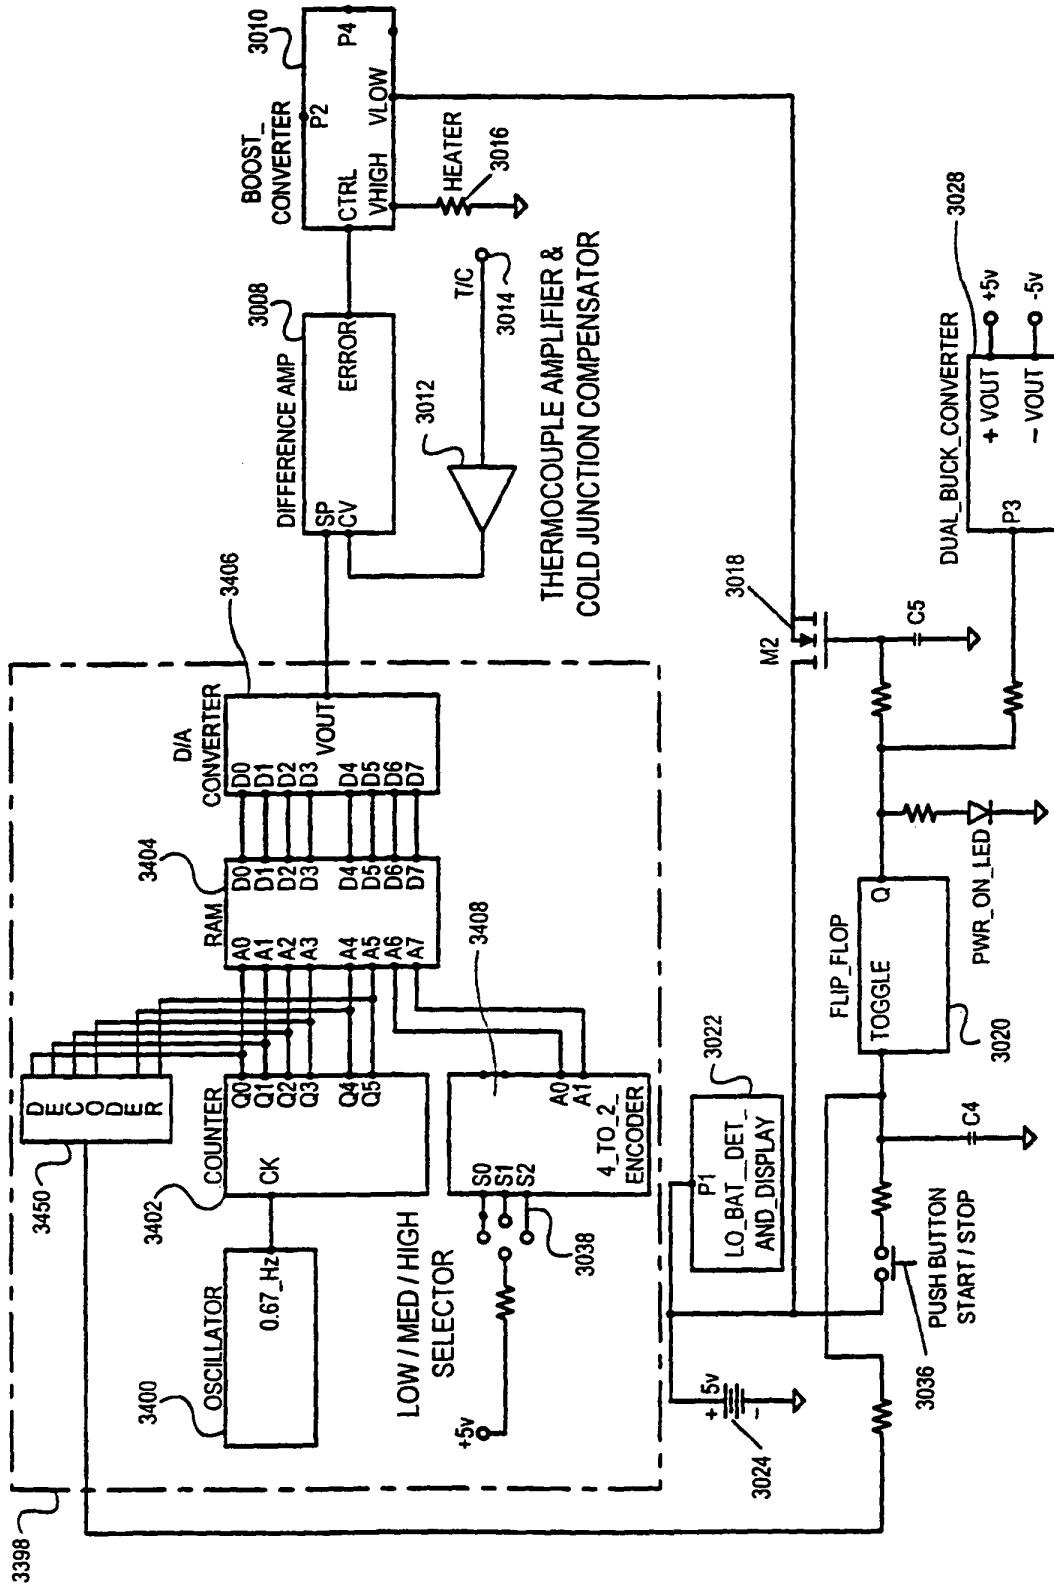 3398
3400
OSCILLATOR
0.67_Hz
3450
DECODER
3402
COUNTER
CK
Q0
Q1
Q2
Q3
Q4
Q5
3404
RAM
A0
A1
A2
A3
A4
A5
A6
A7
D0
D1
D2
D3
D4
D5
D6
D7
D/A
CONVERTER
3406
D0
D1
D2
D3
D4
D5
D6
D7
VOUT
LOW / MED / HIGH
SELECTOR
+5v
3038
S0
S1
S2
4_TO_2_
ENCODER
A0
A1
3408
DIFFERENCE AMP
3008
SP
CV
ERROR
3012
T/C
3014
THERMOCOUPLE AMPLIFIER &
COLD JUNCTION COMPENSATOR
BOOST_
CONVERTER
3010
P2
P4
CTRL
VHIGH
VLOW
HEATER
3016
3024
+ 5v
-
P1
LO_BAT_DET_
AND_DISPLAY
3022
M2
3018
C5
PUSH BUTTON
START / STOP
3036
C4
FLIP_FLOP
TOGGLE
Q
3020
PWR_ON_LED
DUAL_BUCK_CONVERTER
3028
P3
+ VOUT
+5v
- VOUT
-5v